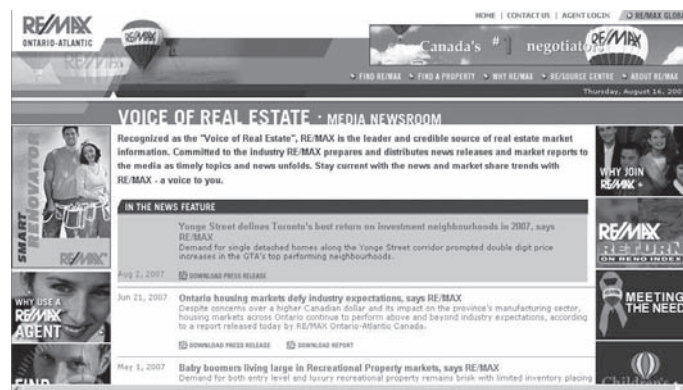 HOME | CONTACT US | AGENT LOGIN RE/MAX GLOBAL
RE/MAX
ONTARIO-ATLANTIC
RE/MAX
Canada's #1 negotiators
RE/MAX
FIND RE/MAX FIND A PROPERTY WHY RE/MAX RE/SOURCE CENTRE ABOUT RE/MAX
Thursday, August 16, 200
VOICE OF REAL ESTATE · MEDIA NEWSROOM
Recognized as the "Voice of Real Estate", RE/MAX is the leader and credible source of real estate market
information. Committed to the industry RE/MAX prepares and distributes news releases and market reports to
the media as timely topics and news unfolds. Stay current with the news and market share trends with
RE/MAX - a voice to you.
IN THE NEWS FEATURE
Yonge Street defines Toronto's best return on investment neighbourhoods in 2007, says
RE/MAX
Demand for single detached homes along the Yonge Street corridor prompted double digit price
increases in the GTA's top performing neighbourhoods.
Aug 2, 2007 DOWNLOAD PRESS RELEASE
Jun 21, 2007 Ontario housing markets defy industry expectations, says RE/MAX
Despite concerns over a higher Canadian dollar and its impact on the province's manufacturing sector,
housing markets across Ontario continue to perform above and beyond industry expectations, according
to a report released today by RE/MAX Ontario-Atlantic Canada.
DOWNLOAD PRESS RELEASE DOWNLOAD REPORT
May 1, 2007 Baby boomers living large in Recreational Property markets, says RE/MAX
Demand for both entry level and luxury recreational property remains brisk with limited inventory placing
SMART
RENOVATOR
RE/MAX
WHY USE A
RE/MAX
AGENT
FIND
WHY JOIN
RE/MAX
RE/MAX
RETURN
ON RENO INDEX
MEETING
THE NEED
Children's